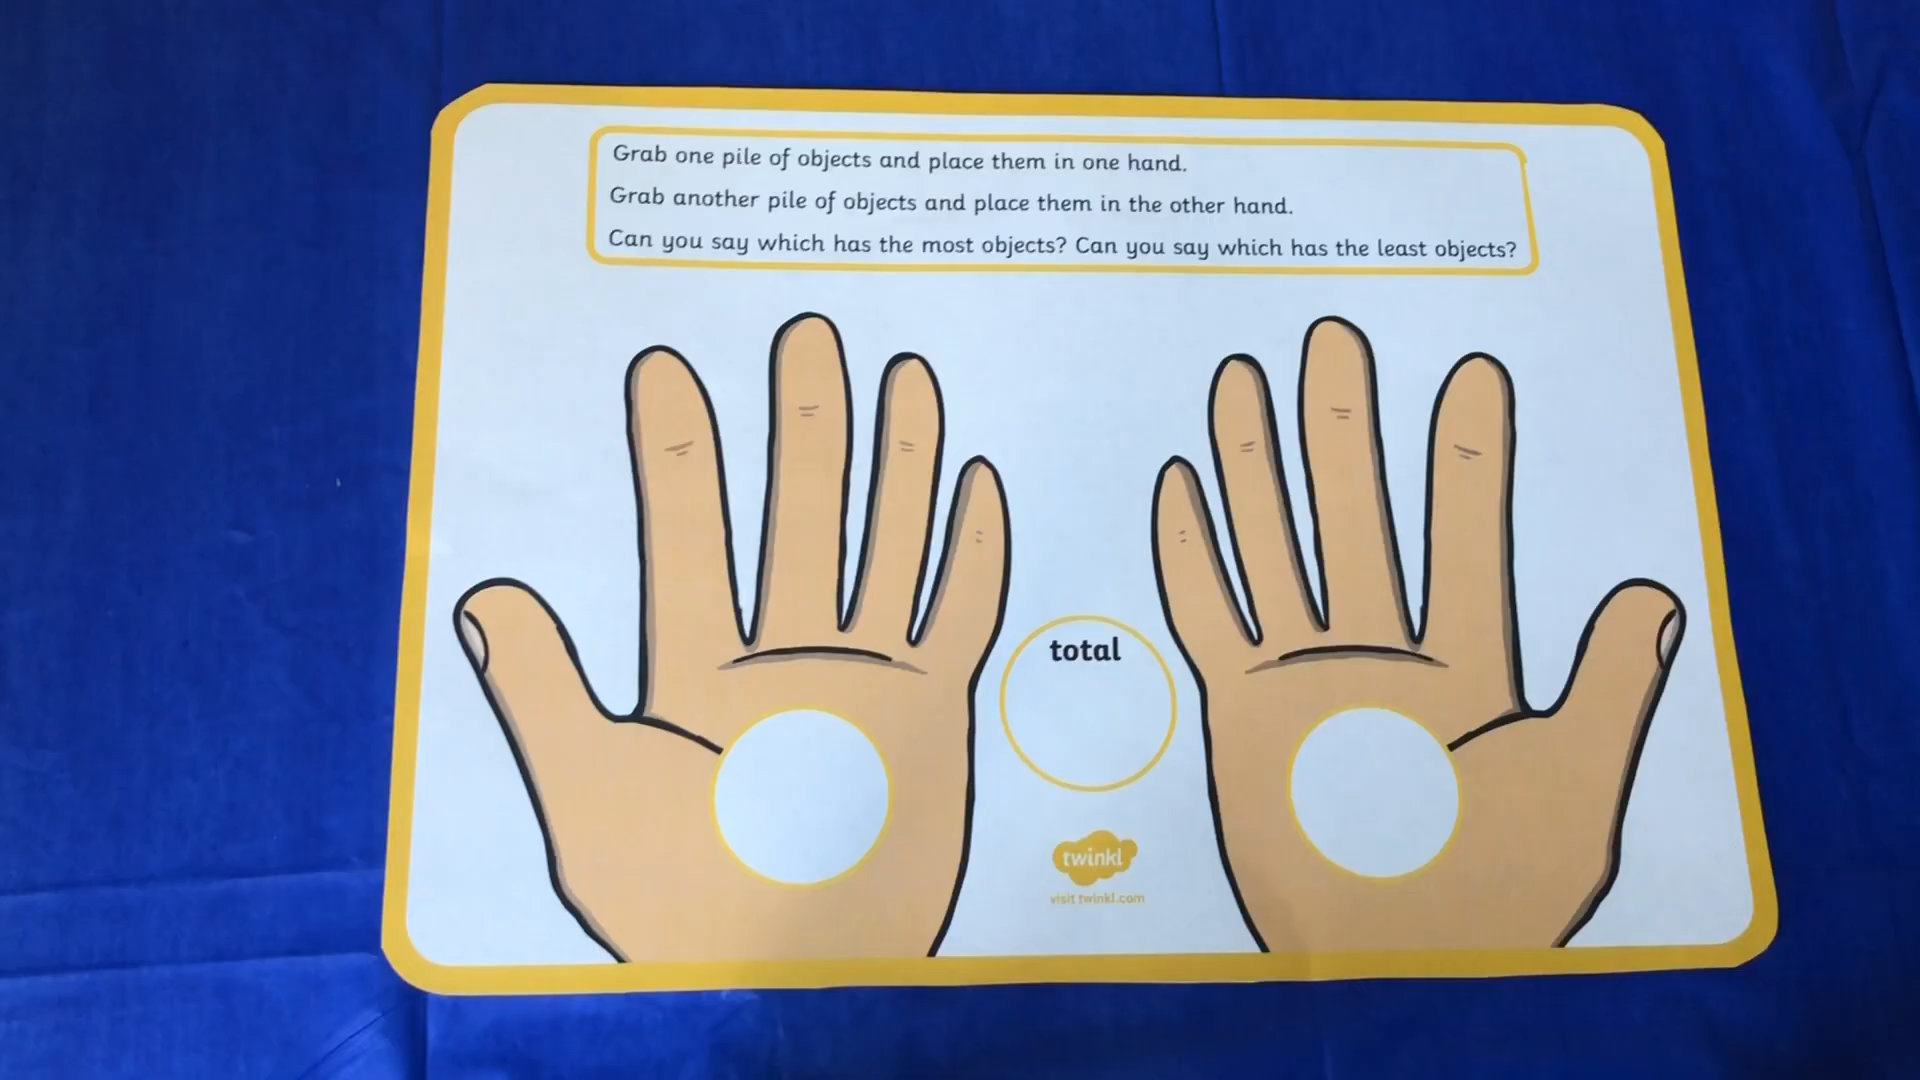 Grab one pile of objects and place them in one hand.
Grab another pile of objects and place them in the other hand.
Can you say which has the most objects? Can you say which has the least objects?
total
twinkl
visit twinkl.com